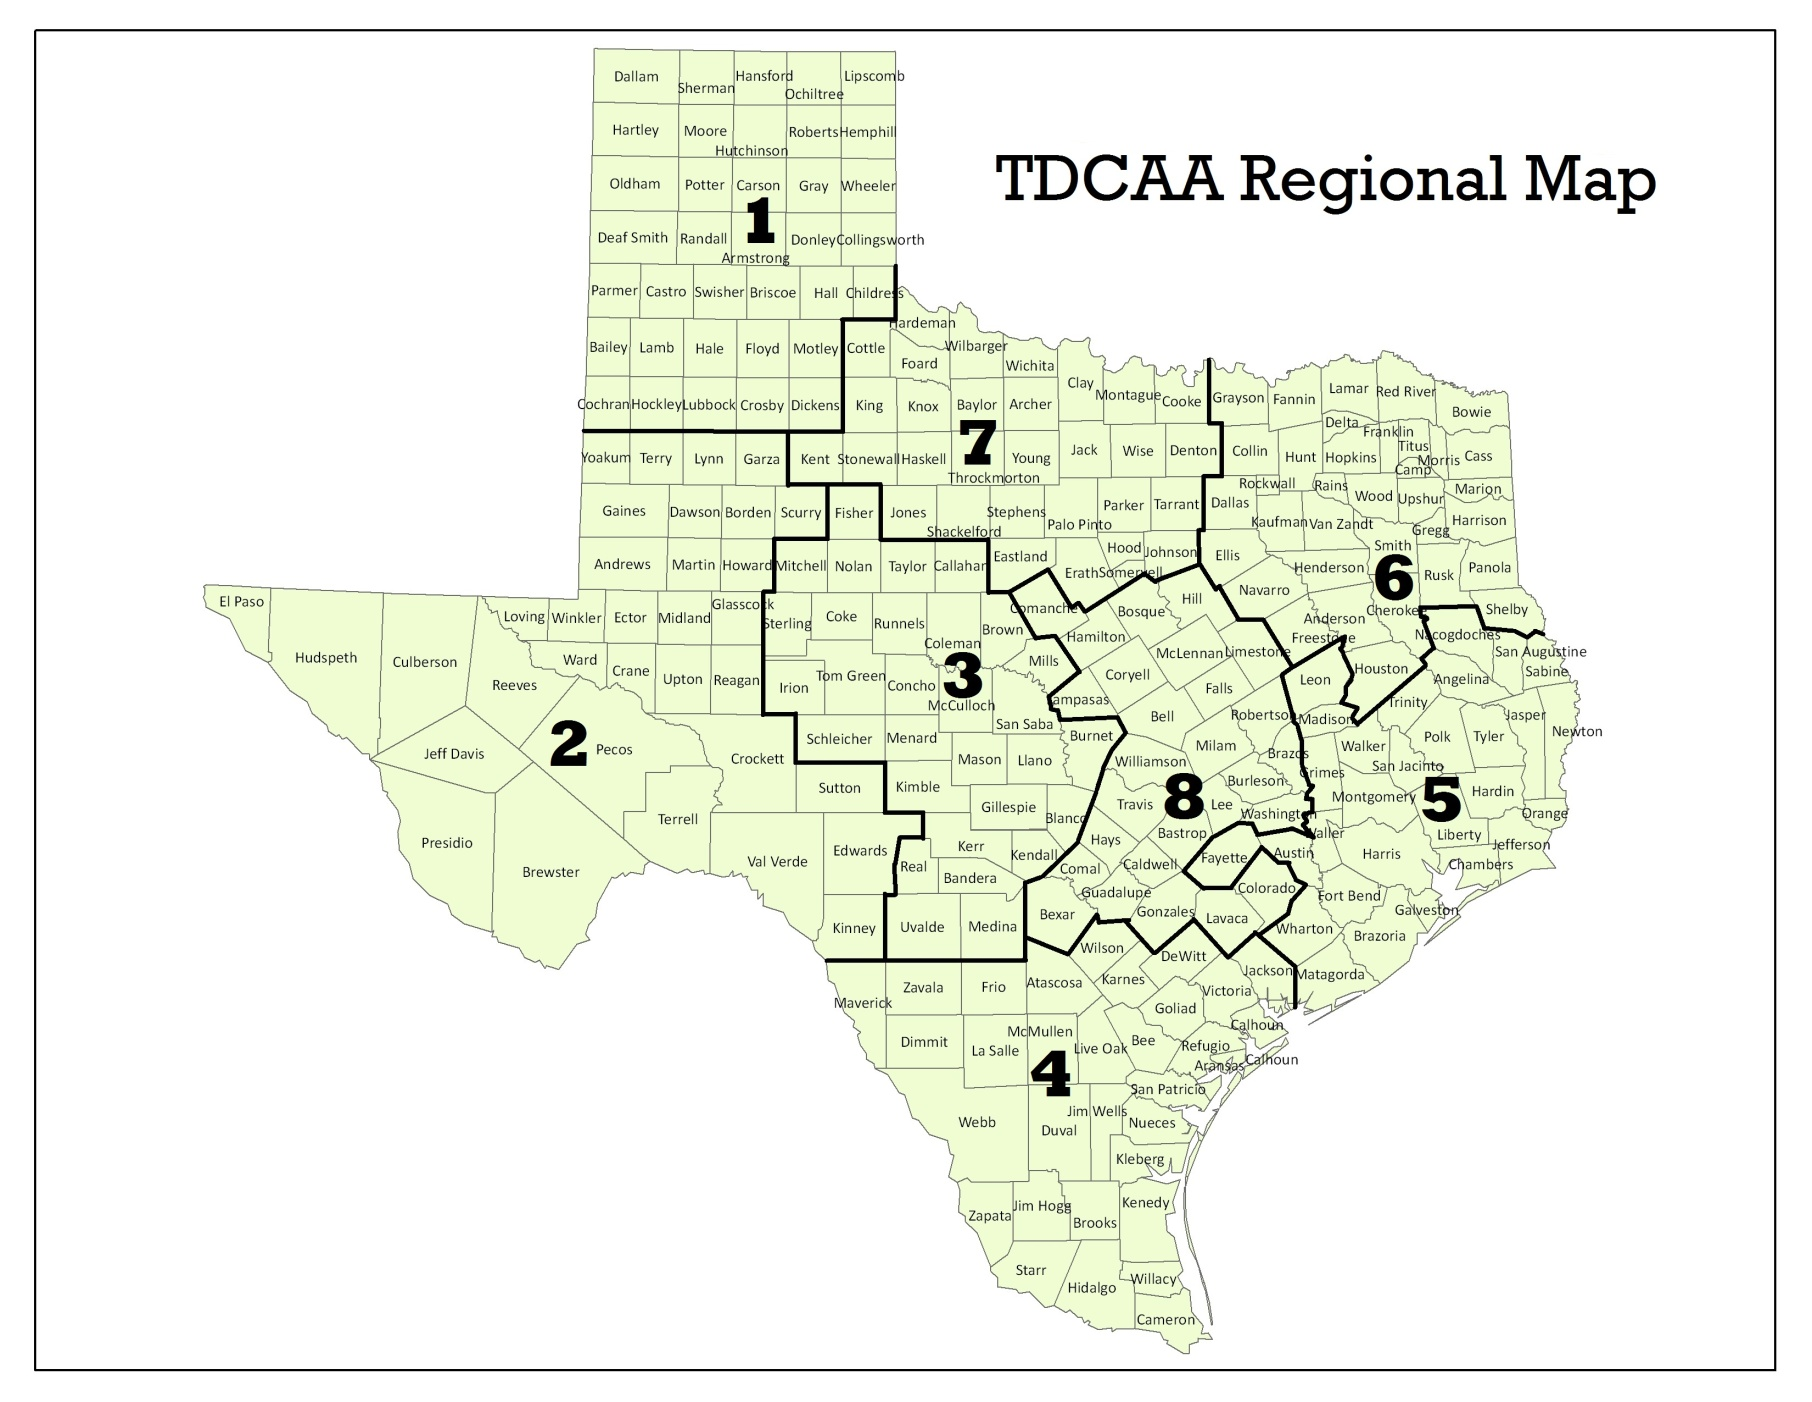 Dallam
Sherman
Hansford
Ochiltree
Lipscomb
Hartley
Moore
Hutchinson
Roberts
Hemphill
TDCAA Regional Map
Oldham
Potter
Carson
Gray
Wheeler
1
Deaf Smith
Randall
Armstrong
Donley
Collingsworth
Parmer
Castro
Swisher
Briscoe
Hall
Childress
Hardeman
Bailey
Lamb
Hale
Floyd
Motley
Cottle
Foard
Wilbarger
Wichita
Clay
Montague
Cooke
Grayson
Fannin
Lamar
Red River
Bowie
Cochran
Hockley
Lubbock
Crosby
Dickens
King
Knox
Baylor
Archer
Delta
Franklin
Titus
Camp
Morris
Cass
7
Yoakum
Terry
Lynn
Garza
Kent
Stonewall
Haskell
Throckmorton
Young
Jack
Wise
Denton
Collin
Hunt
Hopkins
Rockwall
Rains
Wood
Upshur
Marion
Gaines
Dawson
Borden
Scurry
Fisher
Jones
Shackelford
Stephens
Palo Pinto
Parker
Tarrant
Dallas
Kaufman
Van Zandt
Gregg
Harrison
Smith
Andrews
Martin
Howard
Mitchell
Nolan
Taylor
Callahan
Eastland
Erath
Hood
Somervell
Johnson
Ellis
Henderson
6
Rusk
Panola
El Paso
Loving
Winkler
Ector
Midland
Glasscock
Sterling
Coke
Runnels
Coleman
Brown
Comanche
Hamilton
Bosque
Hill
Navarro
Anderson
Freestone
Cherokee
Nacogdoches
Shelby
San Augustine
Sabine
Hudspeth
Culberson
Reeves
Ward
Crane
Upton
Reagan
Irion
Tom Green
Concho
3
McCulloch
Mills
San Saba
Lampasas
Coryell
McLennan
Limestone
Falls
Leon
Houston
Angelina
Trinity
Jeff Davis
2
Pecos
Crockett
Schleicher
Menard
Mason
Llano
Burnet
Bell
Williamson
Milam
Robertson
Brazos
Madison
Grimes
Walker
San Jacinto
Polk
Tyler
Jasper
Newton
Presidio
Brewster
Terrell
Val Verde
Sutton
Edwards
Kimble
Gillespie
Blanco
Kerr
Real
Bandera
Kendall
Travis
8
Lee
Burleson
Washington
Montgomery
5
Liberty
Hardin
Orange
Jefferson
Chambers
Hays
Comal
Caldwell
Bastrop
Fayette
Austin
Waller
Harris
Guadalupe
Gonzales
Lavaca
Colorado
Fort Bend
Galveston
Brazoria
Wharton
Matagorda
Kinney
Uvalde
Medina
Bexar
Wilson
Karnes
DeWitt
Jackson
Victoria
Maverick
Zavala
Frio
Atascosa
Goliad
Calhoun
Calhoun
Dimmit
La Salle
McMullen
Live Oak
Bee
Refugio
Aransas
4
San Patricio
Webb
Duval
Jim Wells
Nueces
Kleberg
Zapata
Jim Hogg
Brooks
Kenedy
Starr
Hidalgo
Willacy
Cameron